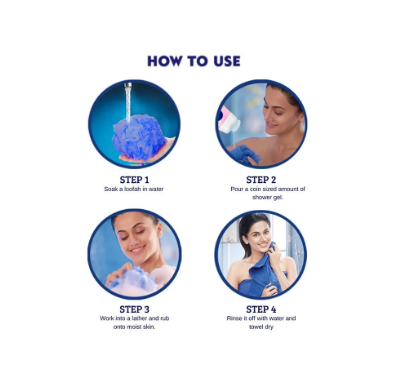 HOW TO USE
STEP 1
Soak a loofah in water
STEP 2
Pour a coin sized amount of
shower gel.
STEP 3
Work into a lather and rub
onto moist skin.
STEP 4
Rinse it off with water and
towel dry